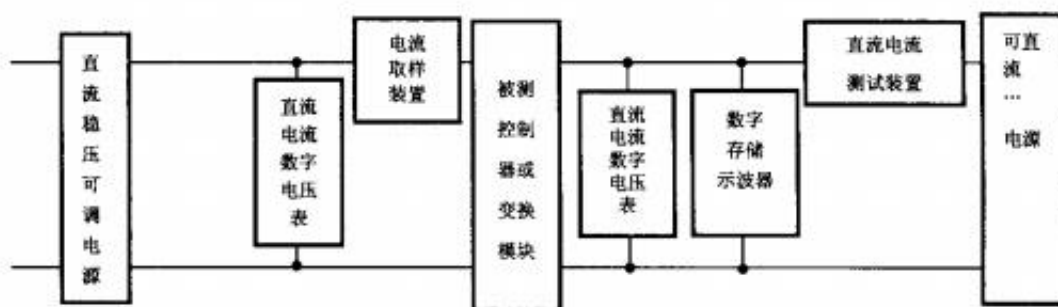 直
流
稳
压
可
调
电
源
直流
电流
数字
电压
表
电流
取样
装置
被测
控制
器或
变换
模块
直流
电流
数字
电压
表
数字
存储
示波器
直流电流
测试装置
可直
流
…
电源